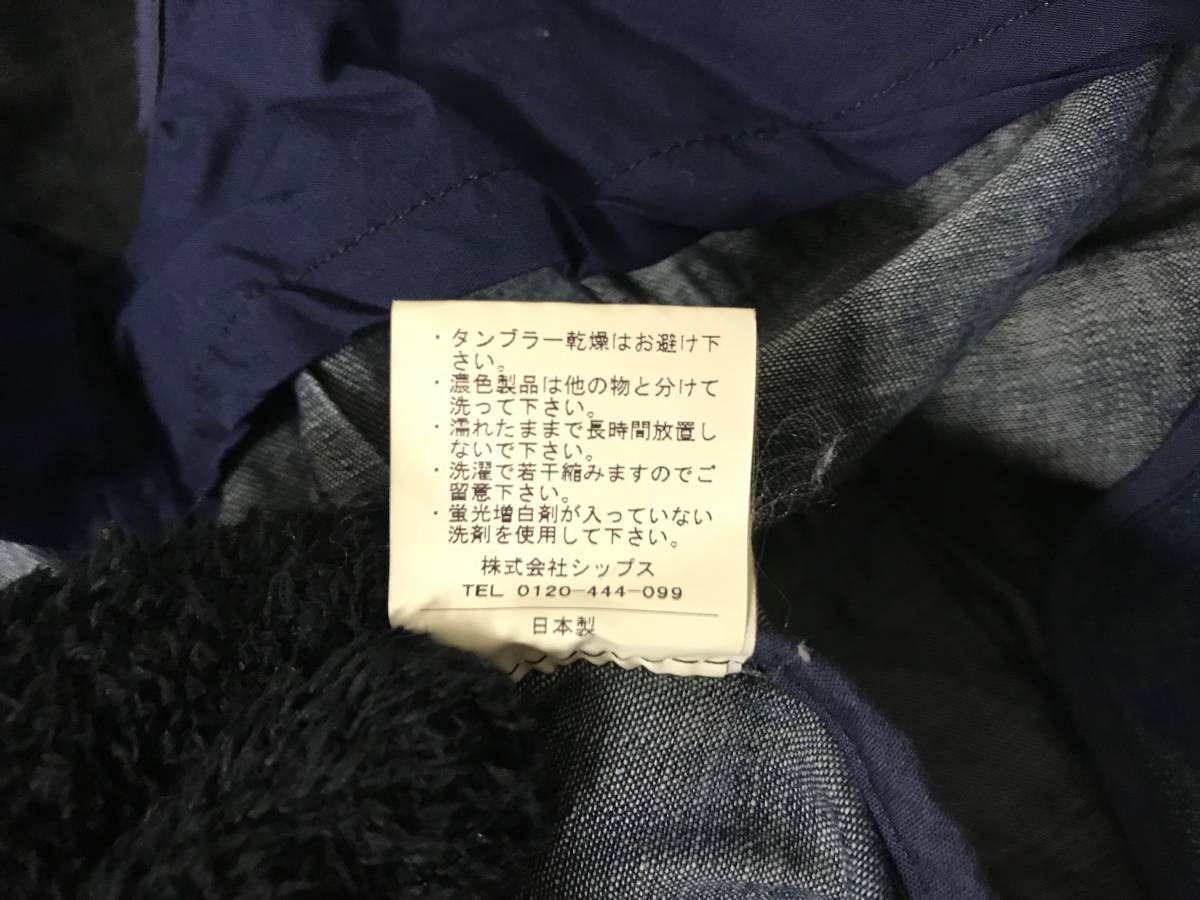 ・タンブラー乾燥はお避け下
さい。
・濃色製品は他の物と分けて
洗って下さい。
・濡れたままで長時間放置し
ないで下さい。
・洗濯で若干縮みますのでご
留意下さい。
・蛍光増白剤が入っていない
洗剤を使用して下さい。
株式会社シップス
TEL 0120-444-099
日本製